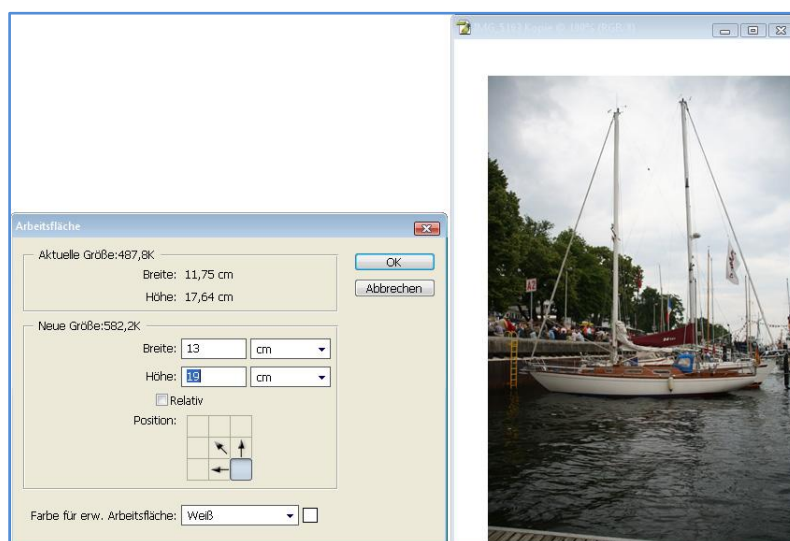 Arbeitsfläche
Aktuelle Größe:487,8K
Breite: 11,75 cm
Höhe: 17,64 cm
OK
Abbrechen
Neue Größe:582,2K
Breite: 13 cm
Höhe: 19 cm
Relativ
Position:
Farbe für erw. Arbeitsfläche: Weiß
A2